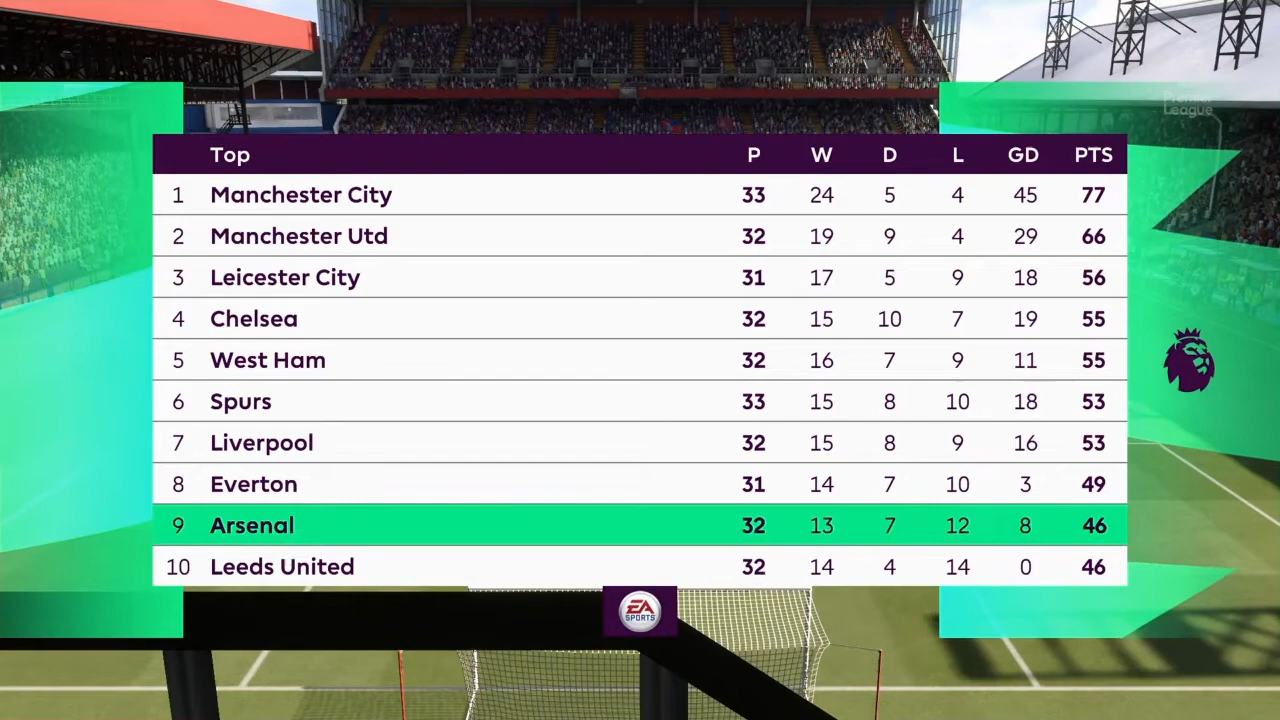 Premier
League
Top P W D L GD PTS
1 Manchester City 33 24 5 4 45 77
2 Manchester Utd 32 19 9 4 29 66
3 Leicester City 31 17 5 9 18 56
4 Chelsea 32 15 10 7 19 55
5 West Ham 32 16 7 9 11 55
6 Spurs 33 15 8 10 18 53
7 Liverpool 32 15 8 9 16 53
8 Everton 31 14 7 10 3 49
9 Arsenal 32 13 7 12 8 46
10 Leeds United 32 14 4 14 0 46
EA
SPORTS